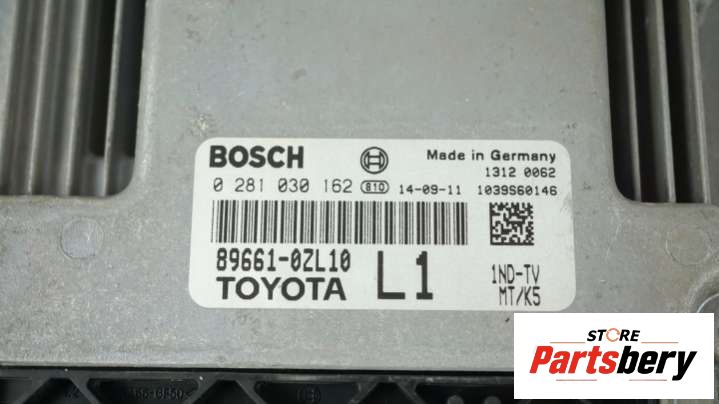 BOSCH
Made in Germany
1312 0062
0 281 030 162 810 14-09-11 1039S60146
89661-0ZL10
TOYOTA
L1
1ND-TV
MT/K5
STORE
Partsbery